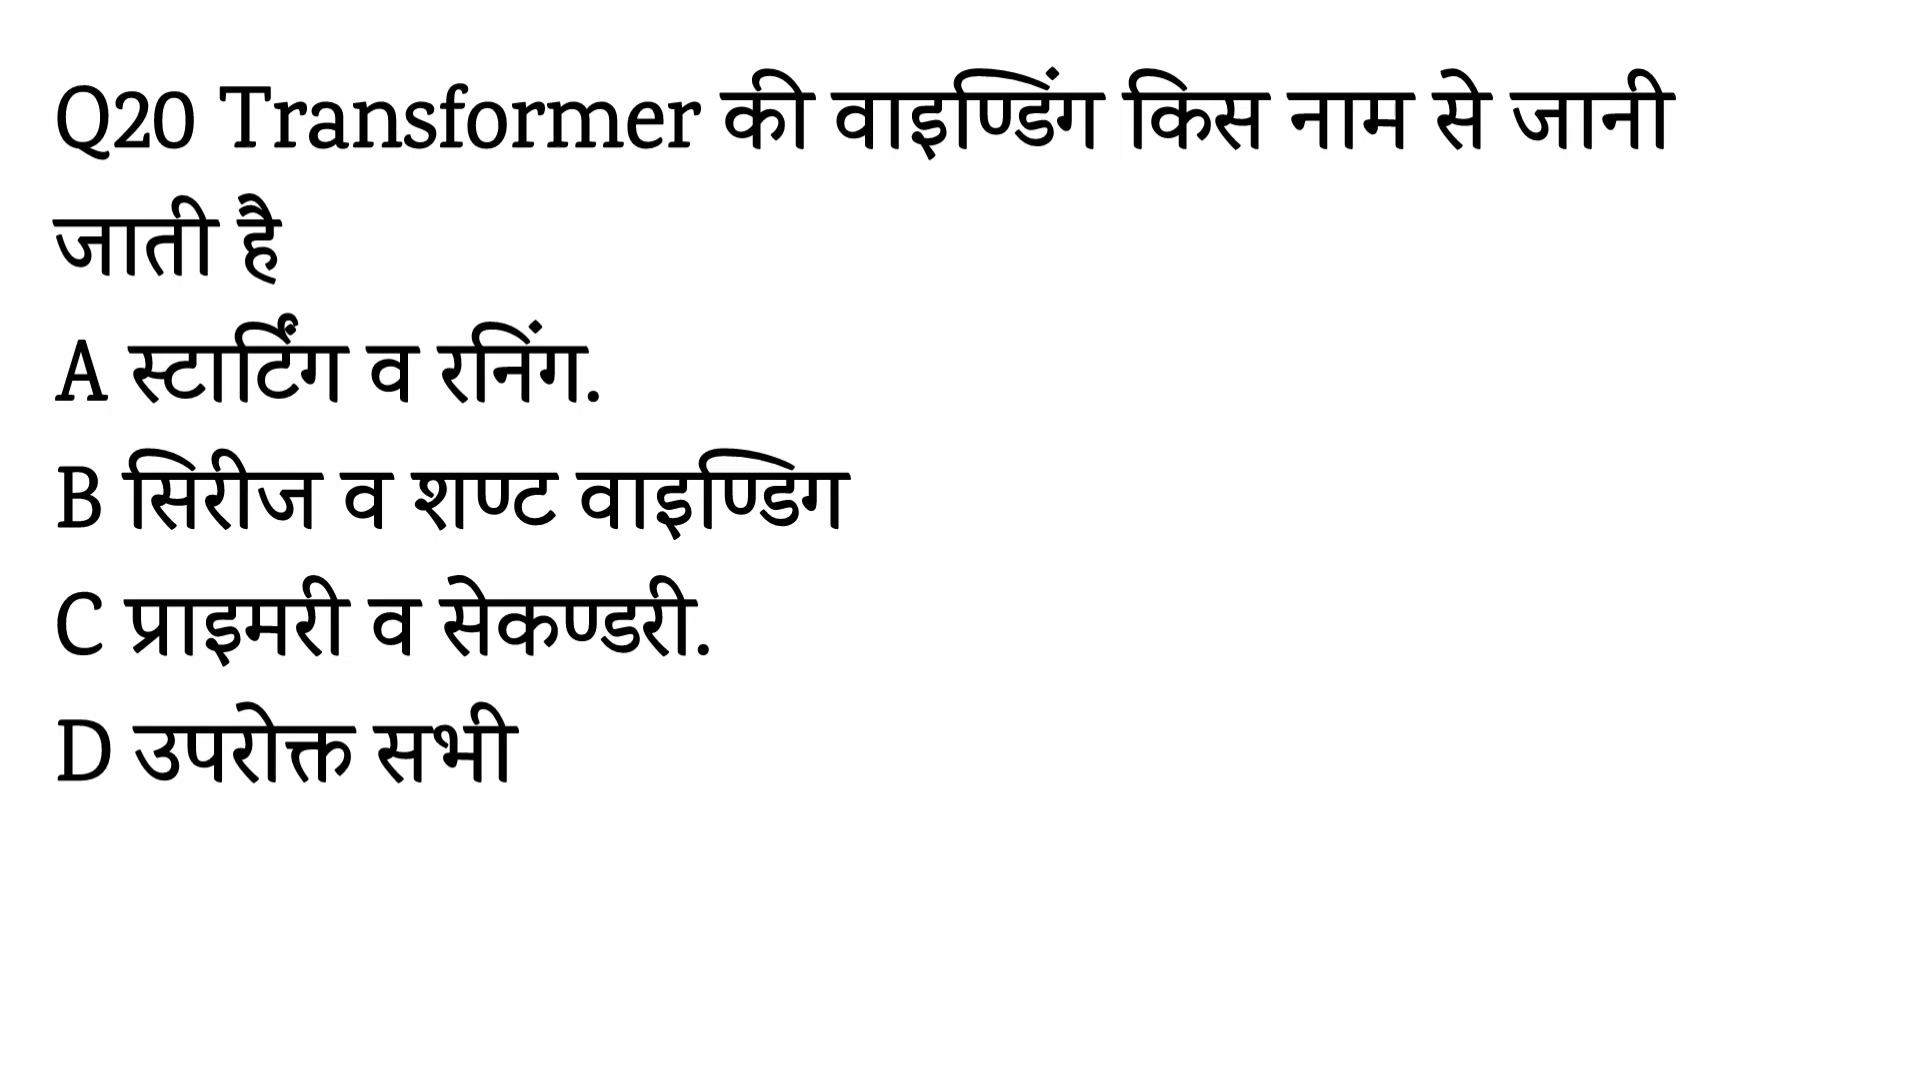 Q20 Transformer की वाइण्डिंग किस नाम से जानी
जाती है
A स्टार्टिंग व रनिंग.
B सिरीज व शण्ट वाइण्डिग
C प्राइमरी व सेकण्डरी.
D उपरोक्त सभी